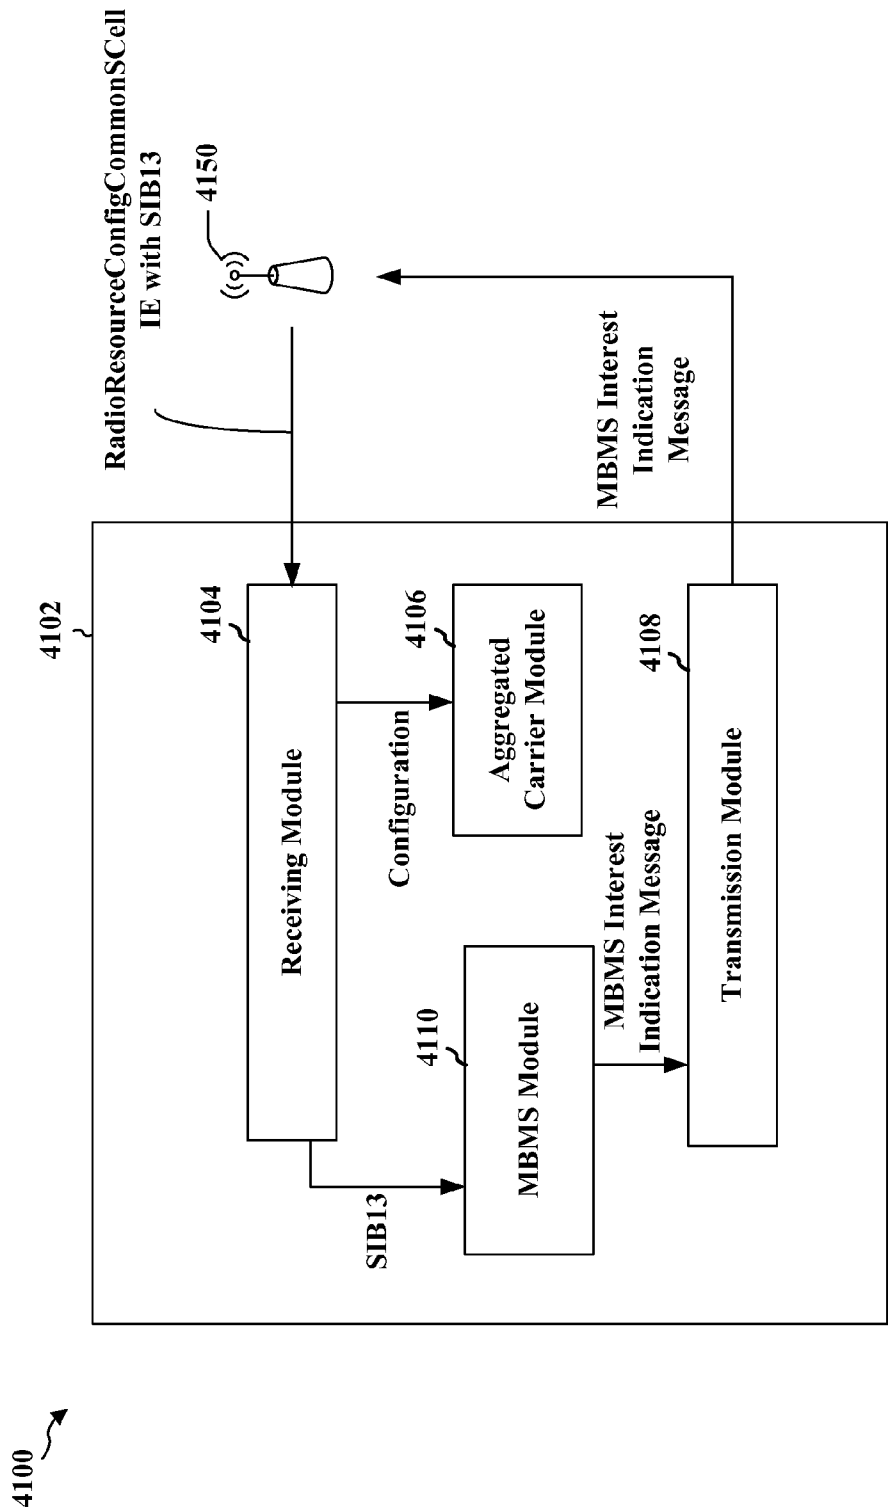 4100
4102
RadioResourceConfigCommonSCell
IE with SIB13
4150
4104
Receiving Module
SIB13
Configuration
4106
Aggregated
Carrier Module
4110
MBMS Module
MBMS Interest
Indication Message
4108
Transmission Module
MBMS Interest
Indication
Message